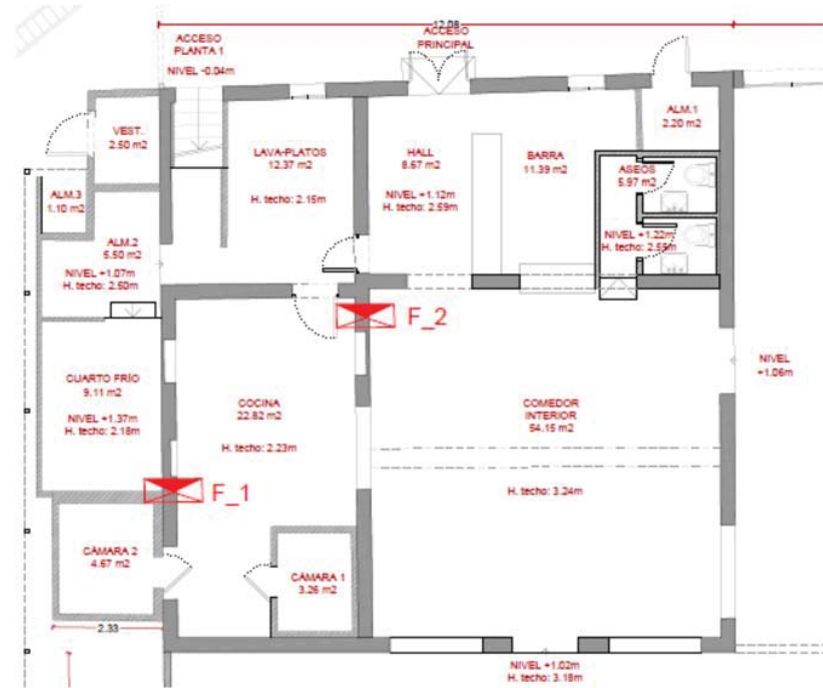 12.08
ACCESO
PLANTA 1
NIVEL -0.04m
ACCESO
PRINCIPAL
VEST.
2.50 m2
LAVA-PLATOS
12.37 m2
H. techo: 2.15m
HALL
8.67 m2
NIVEL +1.12m
H. techo: 2.59m
BARRA
11.39 m2
ALM.1
2.20 m2
ASEOS
5.97 m2
NIVEL +1.22m
H. techo: 2.55m
ALM.3
1.10 m2
ALM.2
5.50 m2
NIVEL +1.07m
H. techo: 2.50m
F_2
CUARTO FRÍO
9.11 m2
NIVEL +1.37m
H. techo: 2.18m
COCINA
22.82 m2
H. techo: 2.23m
COMEDOR
INTERIOR
54.15 m2
H. techo: 3.24m
NIVEL
+1.06m
F_1
CÁMARA 2
4.67 m2
CÁMARA 1
3.26 m2
2.33
NIVEL +1.02m
H. techo: 3.18m